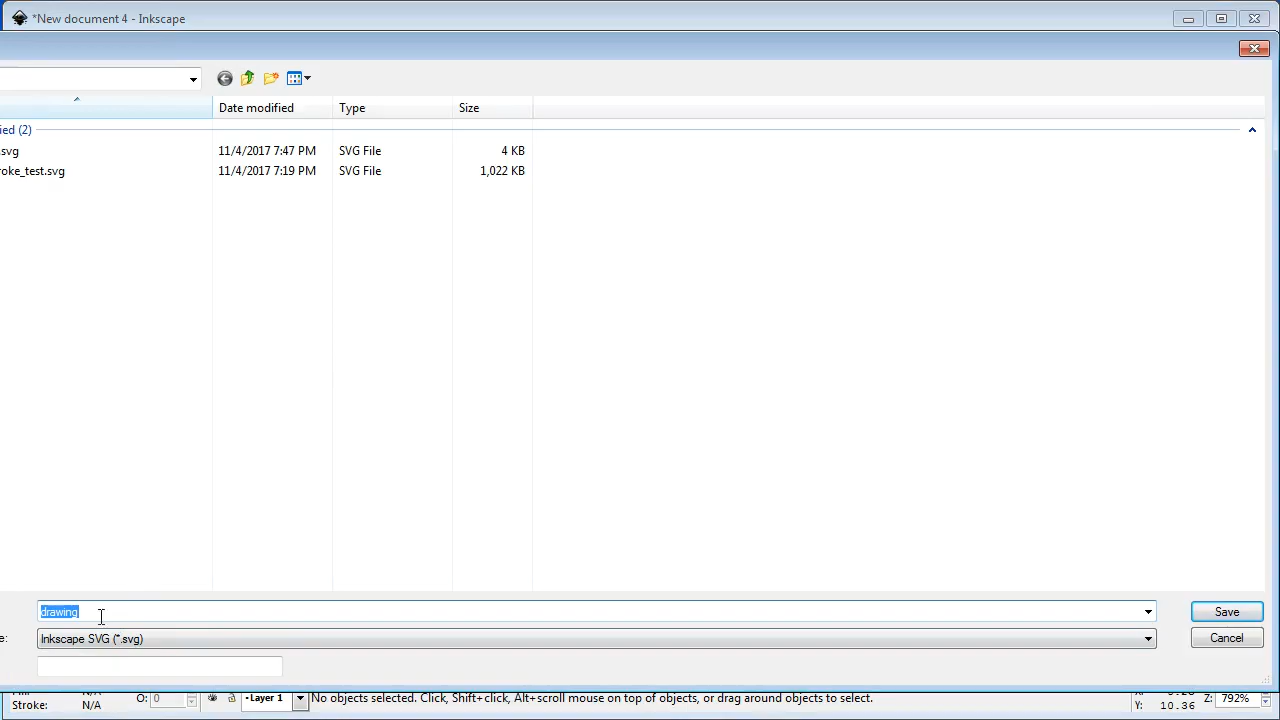 *New document 4 - Inkscape
Date modified
Type
Size
ied (2)
.svg
11/4/2017 7:47 PM
SVG File
4 KB
roke_test.svg
11/4/2017 7:19 PM
SVG File
1,022 KB
drawing
Save
e:
Inkscape SVG (*.svg)
Cancel
N/A
O:
0
•Layer 1
No objects selected. Click, Shift+click, Alt+scroll mouse on top of objects, or drag around objects to select.
Z:
792%
Stroke:
N/A
Y:
10.36